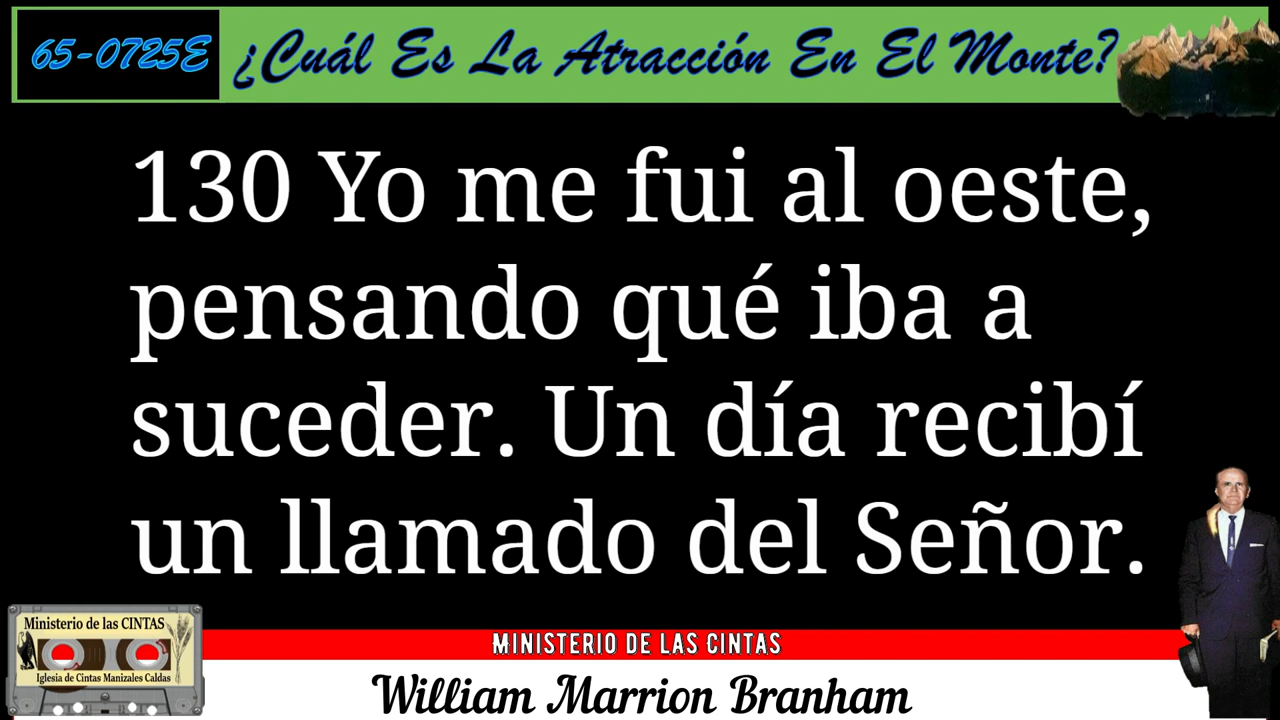 65-0725E ¿Cuál Es La Atracción En El Monte?
130 Yo me fui al oeste,
pensando qué iba a
suceder. Un día recibí
un llamado del Señor.
Ministerio de las CINTAS
Iglesia de Cintas Manizales Caldas
MINISTERIO DE LAS CINTAS
William Marrion Branham